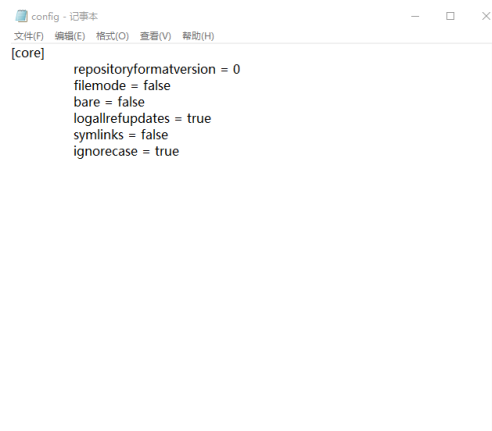 config - 记事本
文件(F) 编辑(E) 格式(O) 查看(V) 帮助(H)
[core]
repositoryformatversion = 0
filemode = false
bare = false
logallrefupdates = true
symlinks = false
ignorecase = true